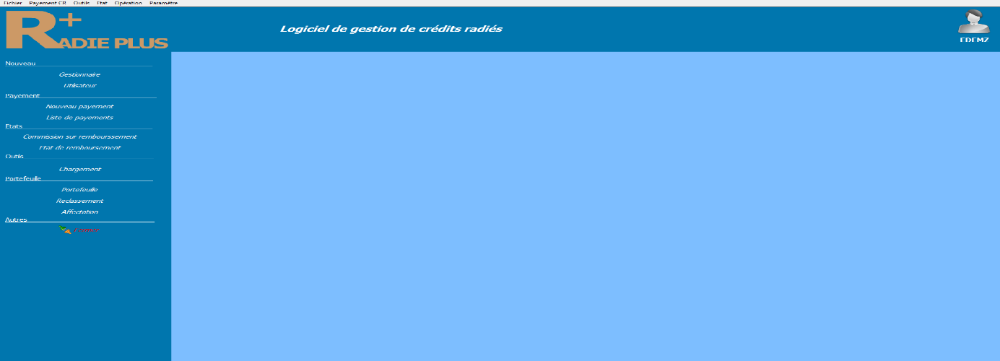 Fichier Payement CR Outils Etat Opération Paramètre
R+
ADIE PLUS
Logiciel de gestion de crédits radiés
EDEMZ
Nouveau
Gestionnaire
Utilisateur
Payement
Nouveau payement
Liste de payements
Etats
Commission sur rembourssement
Etat de remboursement
Outils
Chargement
Portefeuille
Portefeuille
Reclassement
Affectation
Autres